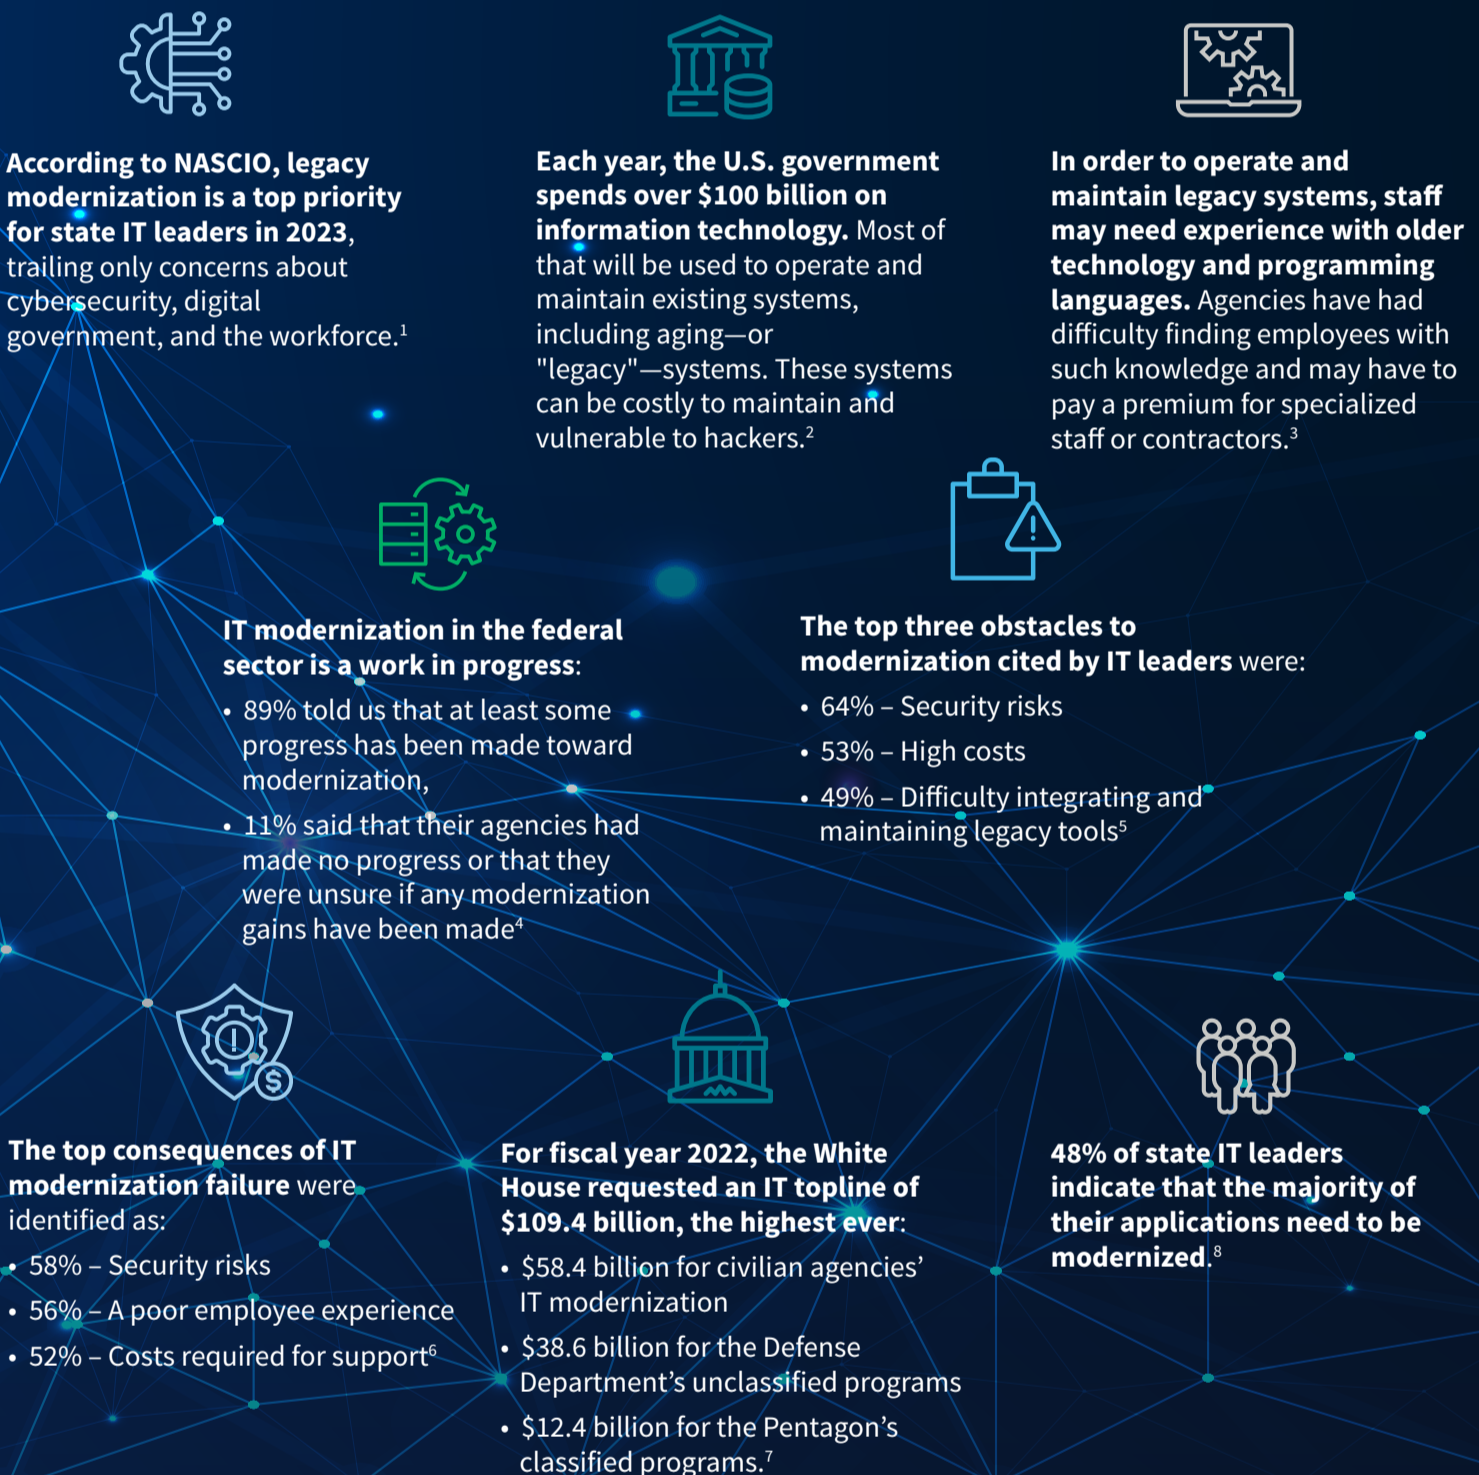 According to NASCIO, legacy
modernization is a top priority
for state IT leaders in 2023,
trailing only concerns about
cybersecurity, digital
government, and the workforce.¹
Each year, the U.S. government
spends over $100 billion on
information technology. Most of
that will be used to operate and
maintain existing systems,
including aging—or
"legacy"—systems. These systems
can be costly to maintain and
vulnerable to hackers.²
In order to operate and
maintain legacy systems, staff
may need experience with older
technology and programming
languages. Agencies have had
difficulty finding employees with
such knowledge and may have to
pay a premium for specialized
staff or contractors.³
IT modernization in the federal
sector is a work in progress:
• 89% told us that at least some
progress has been made toward
modernization,
• 11% said that their agencies had
made no progress or that they
were unsure if any modernization
gains have been made⁴
The top three obstacles to
modernization cited by IT leaders were:
• 64% – Security risks
• 53% – High costs
• 49% – Difficulty integrating and
maintaining legacy tools⁵
The top consequences of IT
modernization failure were
identified as:
• 58% – Security risks
• 56% – A poor employee experience
• 52% – Costs required for support⁶
For fiscal year 2022, the White
House requested an IT topline of
$109.4 billion, the highest ever:
• $58.4 billion for civilian agencies’
IT modernization
• $38.6 billion for the Defense
Department’s unclassified programs
• $12.4 billion for the Pentagon’s
classified programs.⁷
48% of state IT leaders
indicate that the majority of
their applications need to be
modernized.⁸